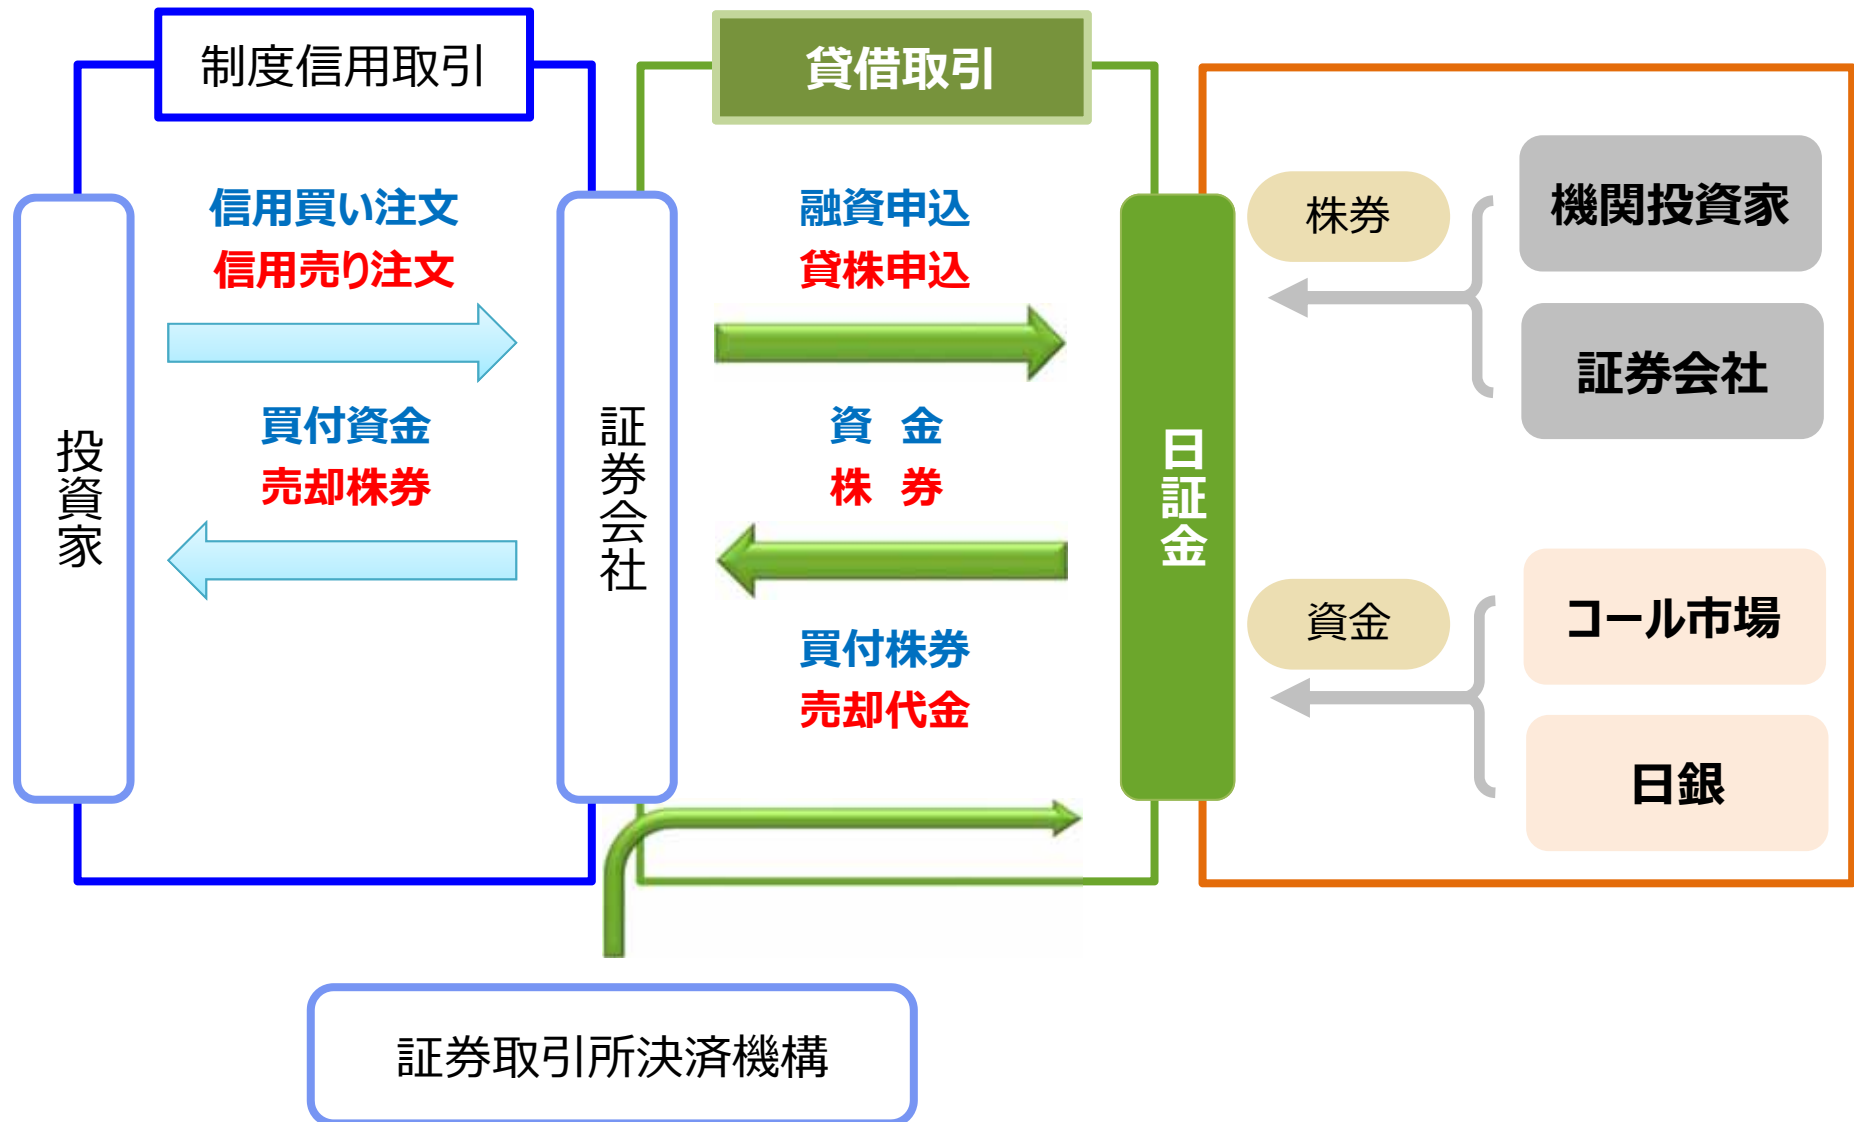 制度信用取引
貸借取引
信用買い注文
信用売り注文
買付資金
売却株券
投資家
証券会社
融資申込
貸株申込
資 金
株 券
買付株券
売却代金
日証金
株券
機関投資家
証券会社
資金
コール市場
日銀
証券取引所決済機構